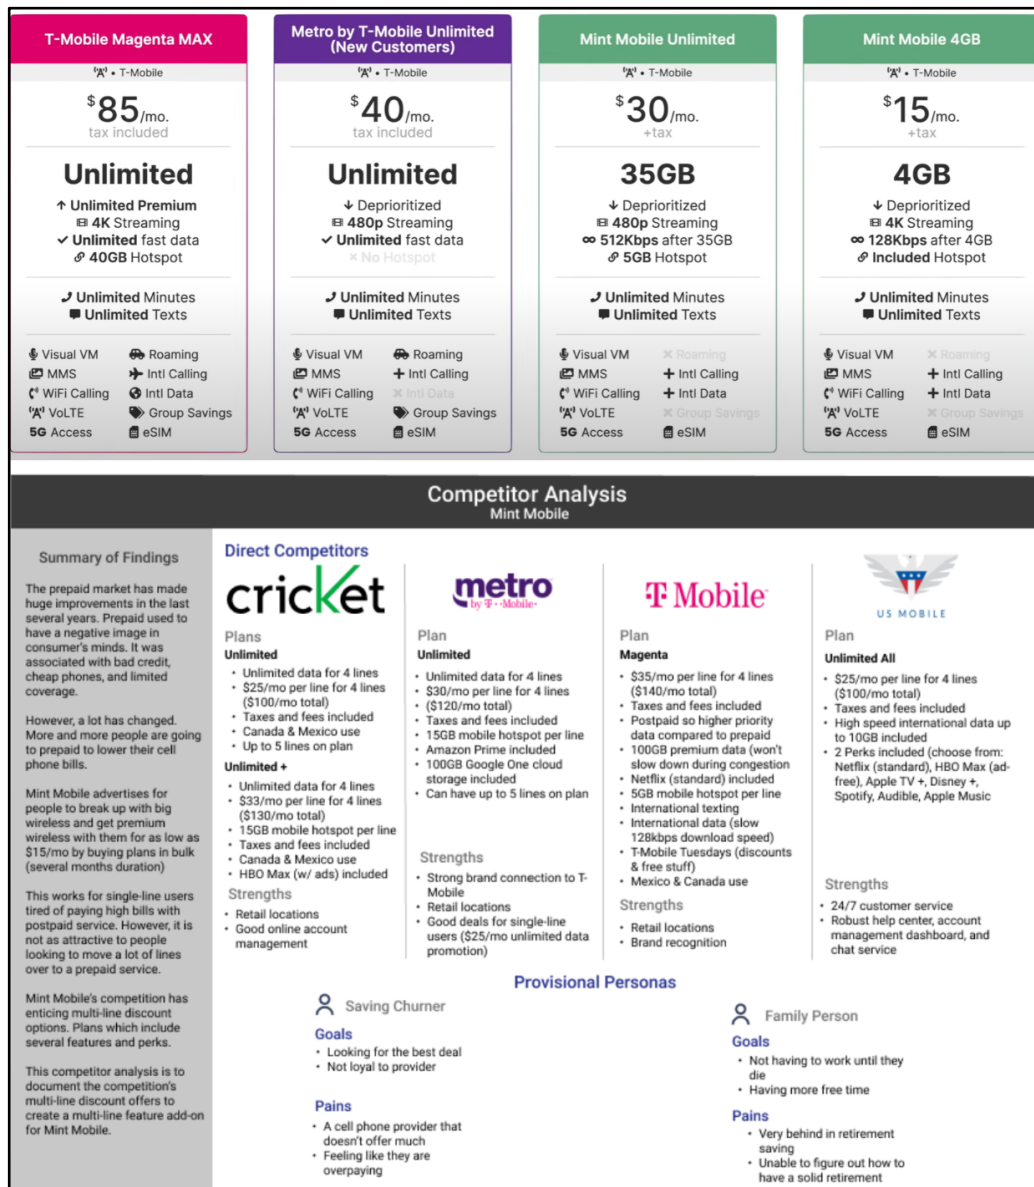 T-Mobile Magenta MAX
• T-Mobile
$85/mo.
tax included
Unlimited
Unlimited Premium
4K Streaming
Unlimited fast data
40GB Hotspot
Unlimited Minutes
Unlimited Texts
Visual VM Roaming
MMS Intl Calling
WiFi Calling Intl Data
VoLTE Group Savings
5G Access eSIM
Metro by T-Mobile Unlimited
(New Customers)
• T-Mobile
$40/mo.
tax included
Unlimited
Deprioritized
480p Streaming
Unlimited fast data
No Hotspot
Unlimited Minutes
Unlimited Texts
Visual VM Roaming
MMS Intl Calling
WiFi Calling Intl Data
VoLTE Group Savings
5G Access eSIM
Mint Mobile Unlimited
• T-Mobile
$30/mo.
+tax
35GB
Deprioritized
480p Streaming
∞ 512Kbps after 35GB
5GB Hotspot
Unlimited Minutes
Unlimited Texts
Visual VM Roaming
MMS Intl Calling
WiFi Calling Intl Data
VoLTE Group Savings
5G Access eSIM
Mint Mobile 4GB
• T-Mobile
$15/mo.
+tax
4GB
Deprioritized
4K Streaming
∞ 128Kbps after 4GB
Included Hotspot
Unlimited Minutes
Unlimited Texts
Visual VM Roaming
MMS Intl Calling
WiFi Calling Intl Data
VoLTE Group Savings
5G Access eSIM
Competitor Analysis
Mint Mobile
Summary of Findings
The prepaid market has made
huge improvements in the last
several years. Prepaid used to
have a negative image in
consumer's minds. It was
associated with bad credit,
cheap phones, and limited
coverage.
However, a lot has changed.
More and more people are going
to prepaid to lower their cell
phone bills.
Mint Mobile advertises for
people to break up with big
wireless and get premium
wireless with them for as low as
$15/mo by buying plans in bulk
(several months duration)
This works for single-line users
tired of paying high bills with
postpaid service. However, it is
not as attractive to people
looking to move a lot of lines
over to a prepaid service.
Mint Mobile's competition has
enticing multi-line discount
options. Plans which include
several features and perks.
This competitor analysis is to
document the competition's
multi-line discount offers to
create a multi-line feature add-on
for Mint Mobile.
Direct Competitors
cricket
Plans
Unlimited
• Unlimited data for 4 lines
• $25/mo per line for 4 lines
($100/mo total)
• Taxes and fees included
• Canada & Mexico use
• Up to 5 lines on plan
Unlimited +
• Unlimited data for 4 lines
• $33/mo per line for 4 lines
($130/mo total)
• 15GB mobile hotspot per line
• Taxes and fees included
• Canada & Mexico use
• HBO Max (w/ ads) included
Strengths
• Retail locations
• Good online account
management
metro
by T-Mobile
Plan
Unlimited
• Unlimited data for 4 lines
• $30/mo per line for 4 lines
• ($120/mo total)
• Taxes and fees included
• 15GB mobile hotspot per line
• Amazon Prime included
• 100GB Google One cloud
storage included
• Can have up to 5 lines on plan
Strengths
• Strong brand connection to T-
Mobile
• Retail locations
• Good deals for single-line
users ($25/mo unlimited data
promotion)
T Mobile
Plan
Magenta
• $35/mo per line for 4 lines
($140/mo total)
• Taxes and fees included
• Postpaid so higher priority
data compared to prepaid
• 100GB premium data (won't
slow down during congestion
• Netflix (standard) included
• 5GB mobile hotspot per line
• International texting
• International data (slow
128kbps download speed)
• T-Mobile Tuesdays (discounts
& free stuff)
• Mexico & Canada use
Strengths
• Retail locations
• Brand recognition
US MOBILE
Plan
Unlimited All
• $25/mo per line for 4 lines
($100/mo total)
• Taxes and fees included
• High speed international data up
to 10GB included
• 2 Perks included (choose from:
Netflix (standard), HBO Max (ad-
free), Apple TV +, Disney +,
Spotify, Audible, Apple Music
Strengths
• 24/7 customer service
• Robust help center, account
management dashboard, and
chat service
Provisional Personas
Saving Churner
Goals
• Looking for the best deal
• Not loyal to provider
Pains
• A cell phone provider that
doesn't offer much
• Feeling like they are
overpaying
Family Person
Goals
• Not having to work until they
die
• Having more free time
Pains
• Very behind in retirement
saving
• Unable to figure out how to
have a solid retirement